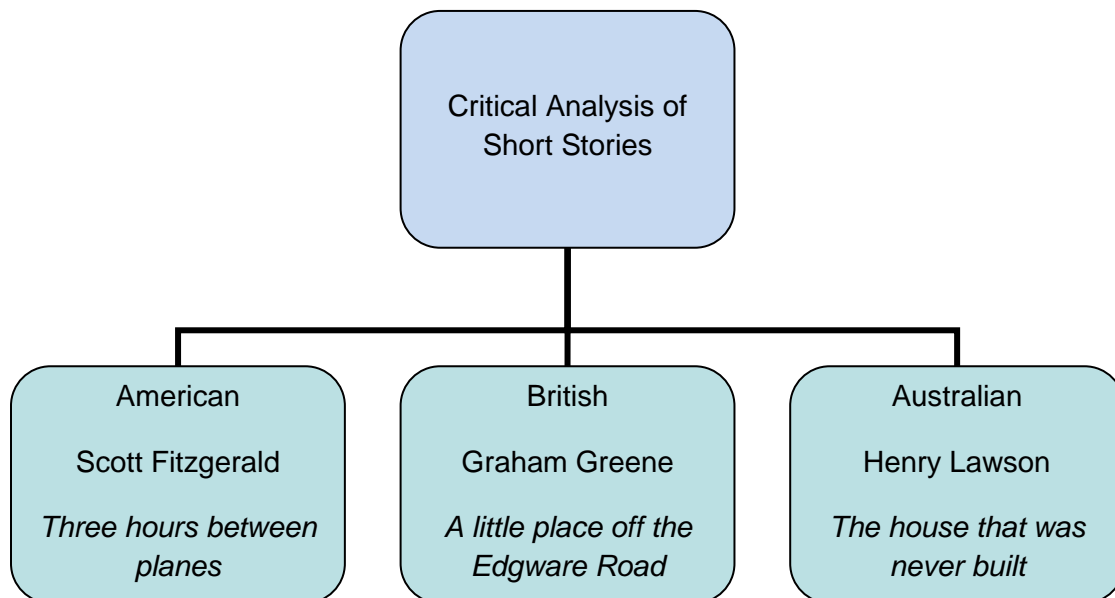 Critical Analysis of
Short Stories
American
Scott Fitzgerald
Three hours between
planes
British
Graham Greene
A little place off the
Edgware Road
Australian
Henry Lawson
The house that was
never built